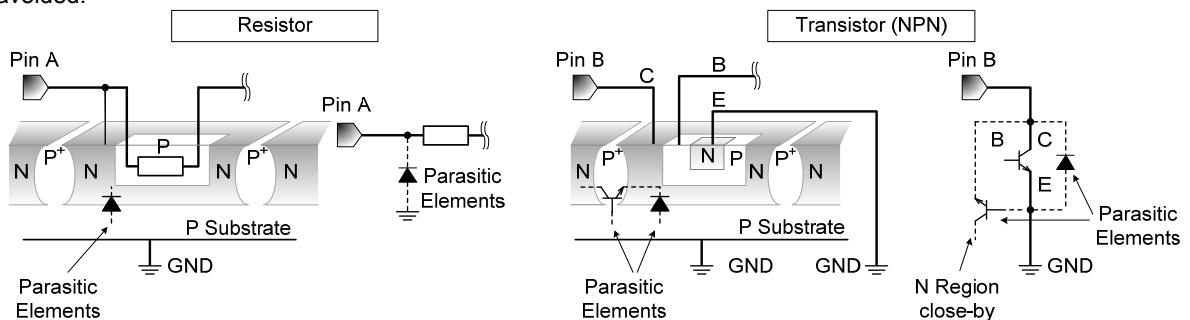 avoided.
Resistor
Transistor (NPN)
Pin A
Pin A
N
P+
N
P
N
P+
N
Parasitic
Elements
P Substrate
GND
Parasitic
Elements
Pin B
C
B
E
N
P+
N
N
P
N
P+
N
P Substrate
GND
GND
Parasitic
Elements
Pin B
B
C
E
Parasitic
Elements
GND
N Region
close-by